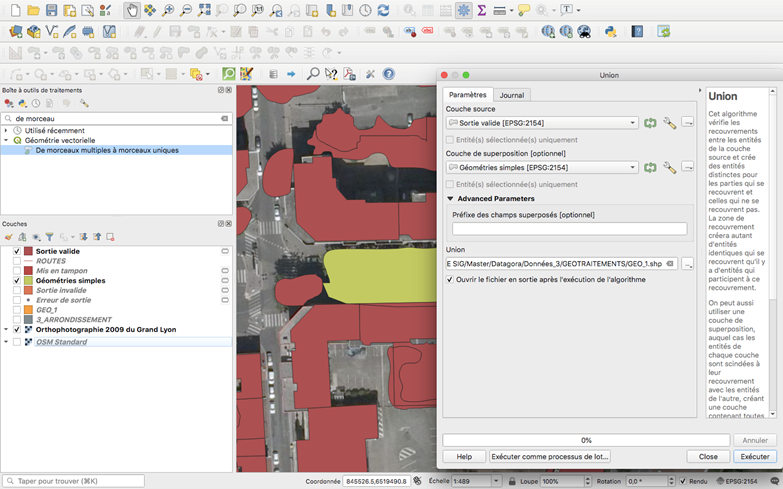 Boîte à outils de traitements
de morceau
Utilisé récemment
Géométrie vectorielle
De morceaux multiples à morceaux uniques
Couches
Sortie valide
ROUTES
Mis en tampon
Géométries simples
Sortie invalide
Erreur de sortie
GEO_1
3_ARRONDISSEMENT
Orthophotographie 2009 du Grand Lyon
OSM Standard
Union
Paramètres
Journal
Couche source
Sortie valide [EPSG:2154]
Entité(s) sélectionnée(s) uniquement
Couche de superposition [optionnel]
Géométries simples [EPSG:2154]
Entité(s) sélectionnée(s) uniquement
Advanced Parameters
Préfixe des champs superposés [optionnel]
Union
E SIG/Master/Datagora/Données_3/GEOTRAITEMENTS/GEO_1.shp
Ouvrir le fichier en sortie après l'exécution de l'algorithme
Union
Cet algorithme
vérifie les
recouvrements
entre les entités
de la couche
source et crée
des entités
distinctes pour
les parties qui se
recouvrent et
celles qui ne se
recouvrent pas.
La zone de
recouvrement
créera autant
d'entités
identiques qui se
recouvrent qu'il y
a d'entités qui
participent à ce
recouvrement.
On peut aussi
utiliser une
couche de
superposition,
auquel cas les
entités de
chaque couche
sont scindées à
leur
recouvrement
avec les entités
de l'autre, créant
une couche
contenant toutes
0%
Annuler
Help
Exécuter comme processus de lot...
Close
Exécuter
Taper pour trouver (⌘K)
Coordonnée
845526.5,6519490.8
Échelle
1:489
Loupe
100%
Rotation
0,0 °
Rendu
EPSG:2154